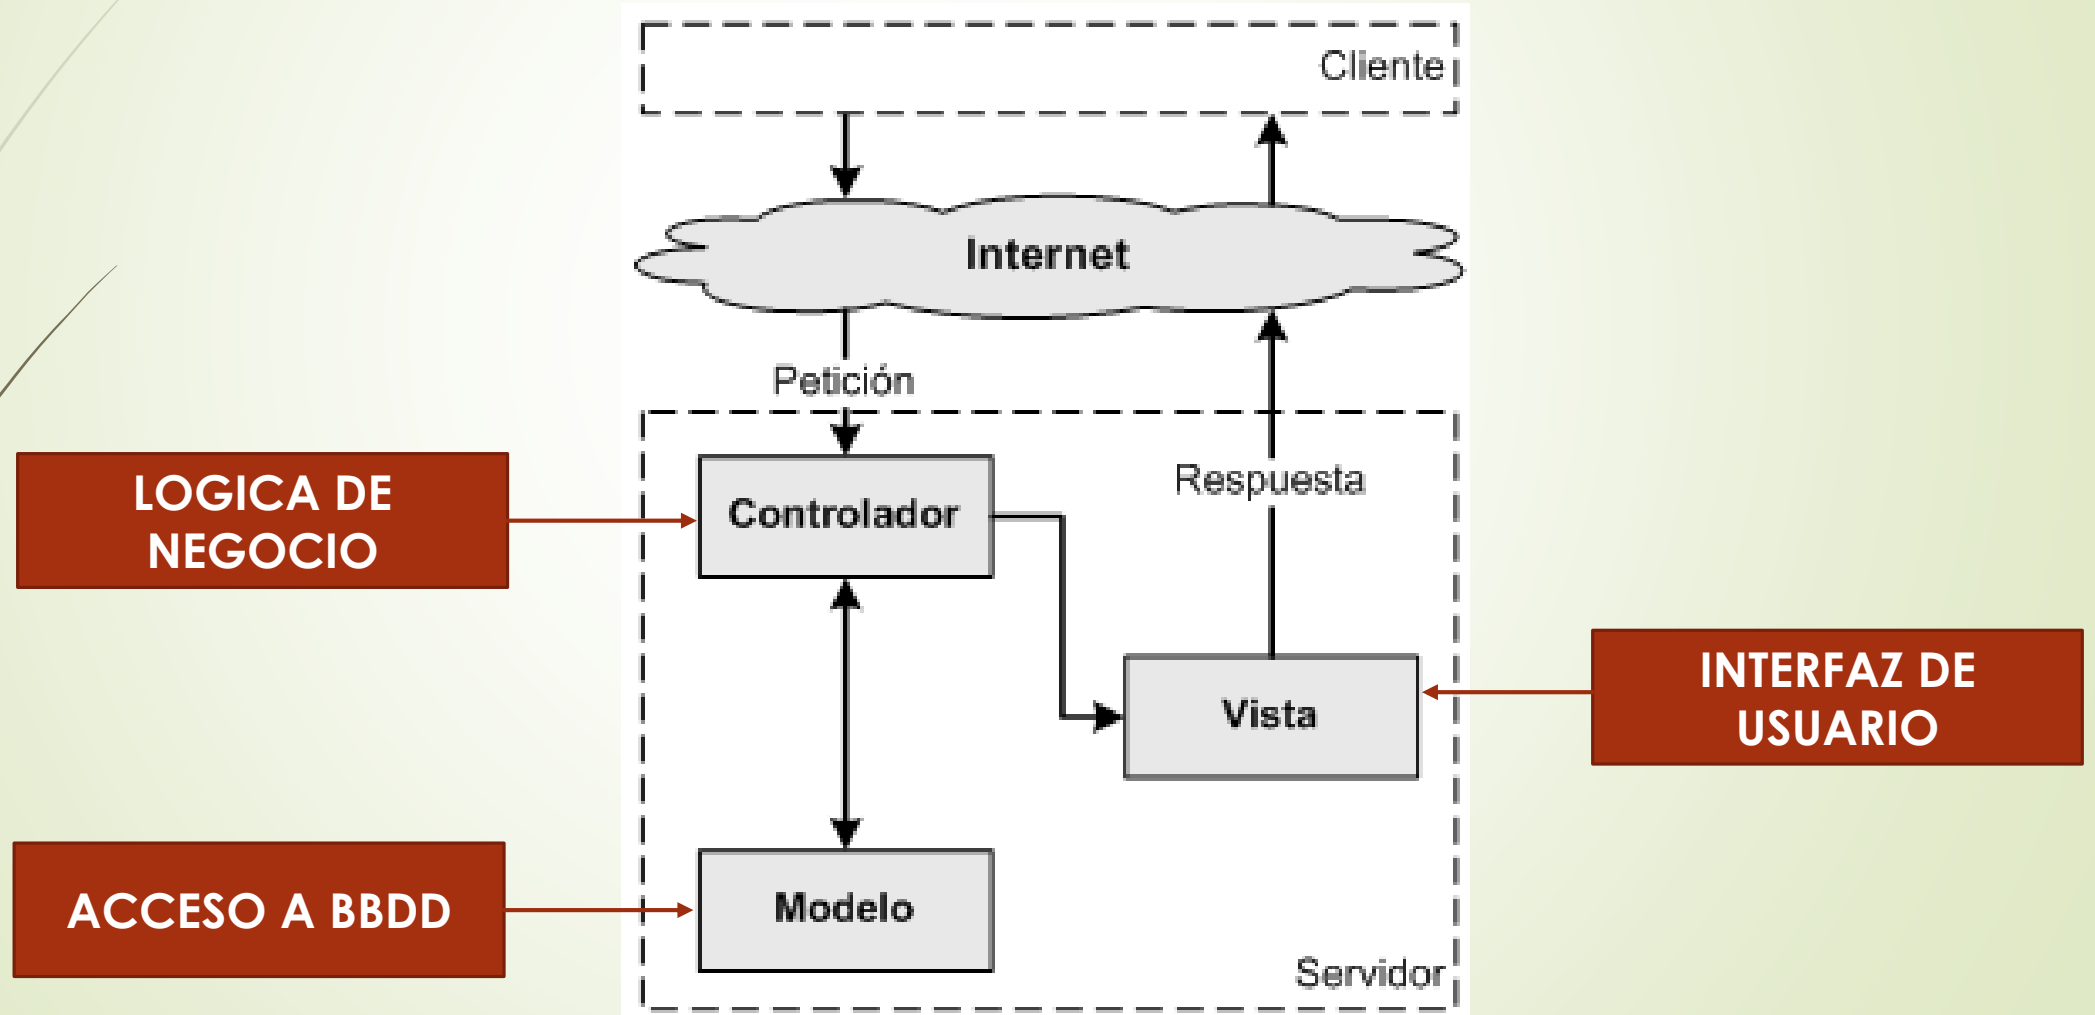 Cliente
Internet
Petición
LOGICA DE
NEGOCIO
Controlador
Respuesta
INTERFAZ DE
USUARIO
Vista
ACCESO A BBDD
Modelo
Servidor